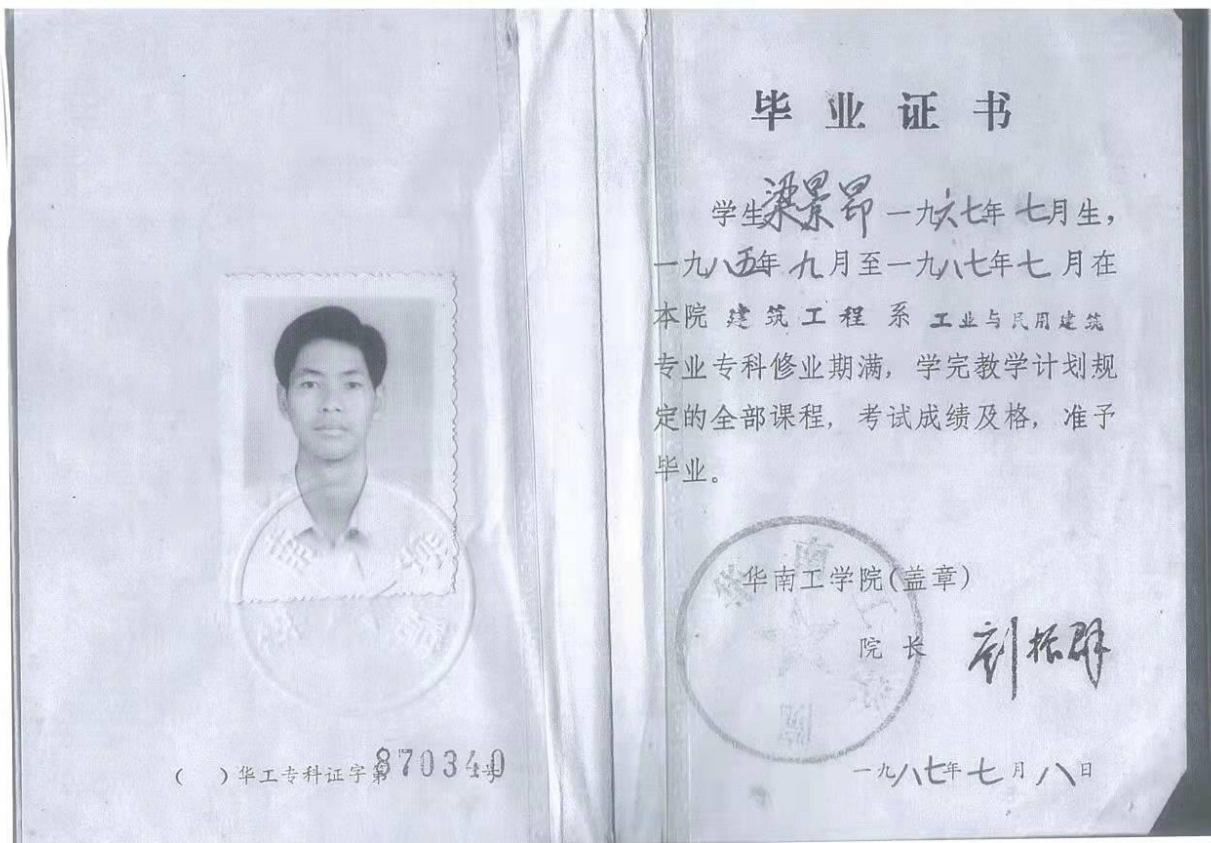 毕业证书
学生梁景昂一九六七年七月生，
一九八五年九月至一九八七年七月在
本院建筑工程系工业与民用建筑
专业专科修业期满，学完教学计划规
定的全部课程，考试成绩及格，准予
毕业。
华南工学院(盖章)
院长 刘振群
一九八七年七月八日
( )华工专科证字第870340号